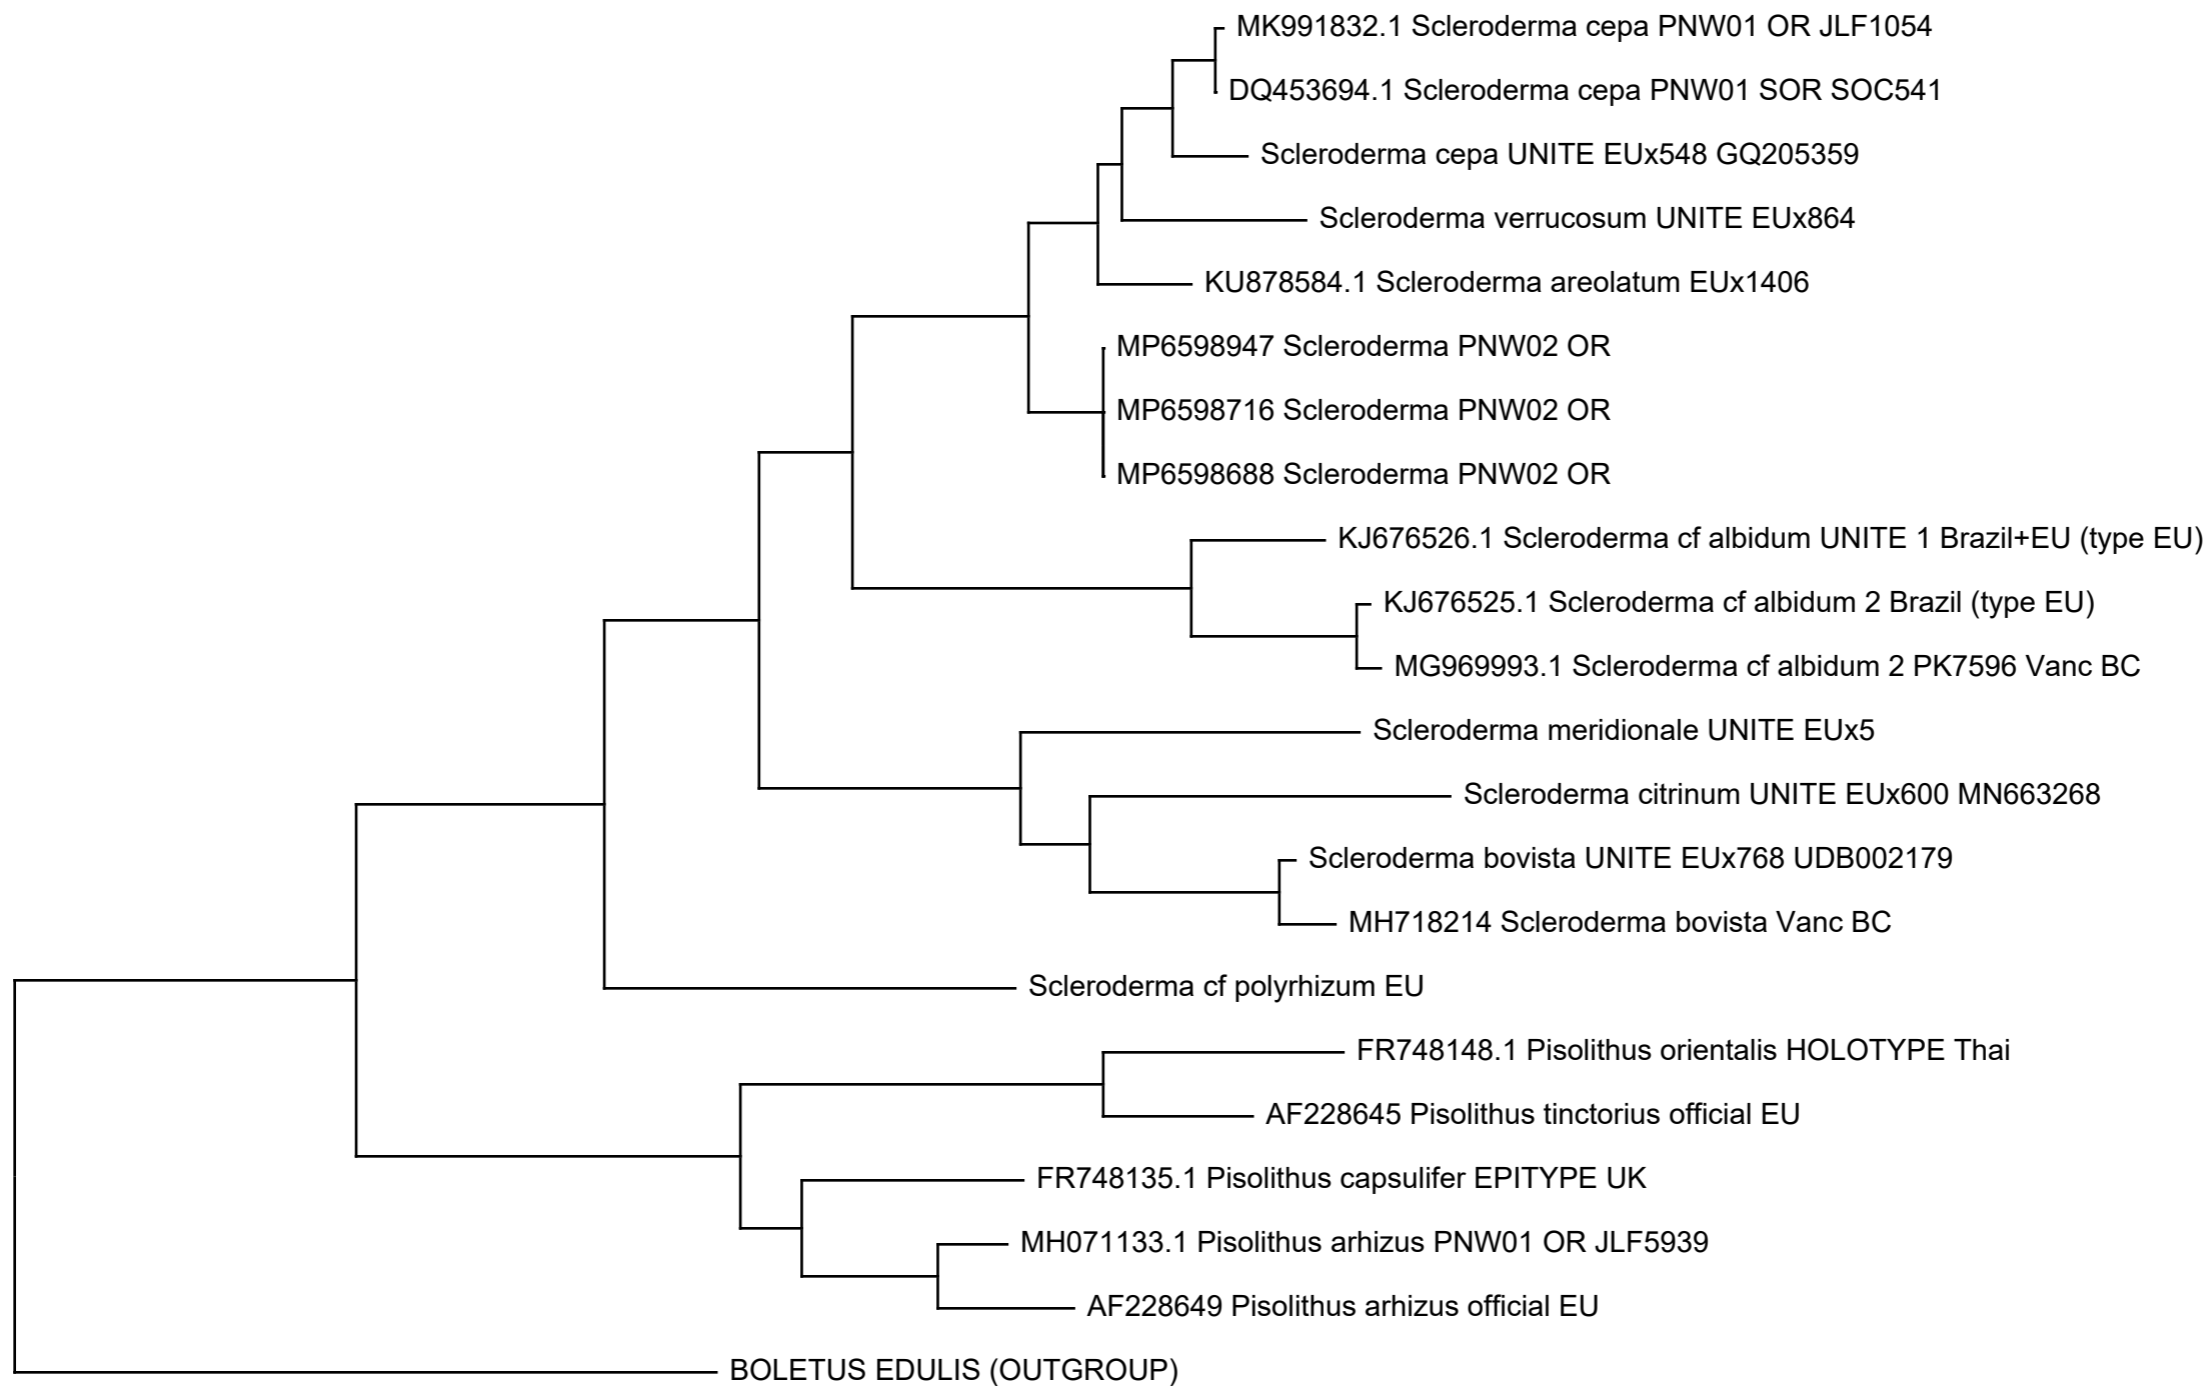 MK991832.1 Scleroderma cepa PNW01 OR JLF1054
DQ453694.1 Scleroderma cepa PNW01 SOR SOC541
Scleroderma cepa UNITE EUx548 GQ205359
Scleroderma verrucosum UNITE EUx864
KU878584.1 Scleroderma areolatum EUx1406
MP6598947 Scleroderma PNW02 OR
MP6598716 Scleroderma PNW02 OR
MP6598688 Scleroderma PNW02 OR
KJ676526.1 Scleroderma cf albidum UNITE 1 Brazil+EU (type EU)
KJ676525.1 Scleroderma cf albidum 2 Brazil (type EU)
MG969993.1 Scleroderma cf albidum 2 PK7596 Vanc BC
Scleroderma meridionale UNITE EUx5
Scleroderma citrinum UNITE EUx600 MN663268
Scleroderma bovista UNITE EUx768 UDB002179
MH718214 Scleroderma bovista Vanc BC
Scleroderma cf polyrhizum EU
FR748148.1 Pisolithus orientalis HOLOTYPE Thai
AF228645 Pisolithus tinctorius official EU
FR748135.1 Pisolithus capsulifer EPITYPE UK
MH071133.1 Pisolithus arhizus PNW01 OR JLF5939
AF228649 Pisolithus arhizus official EU
BOLETUS EDULIS (OUTGROUP)